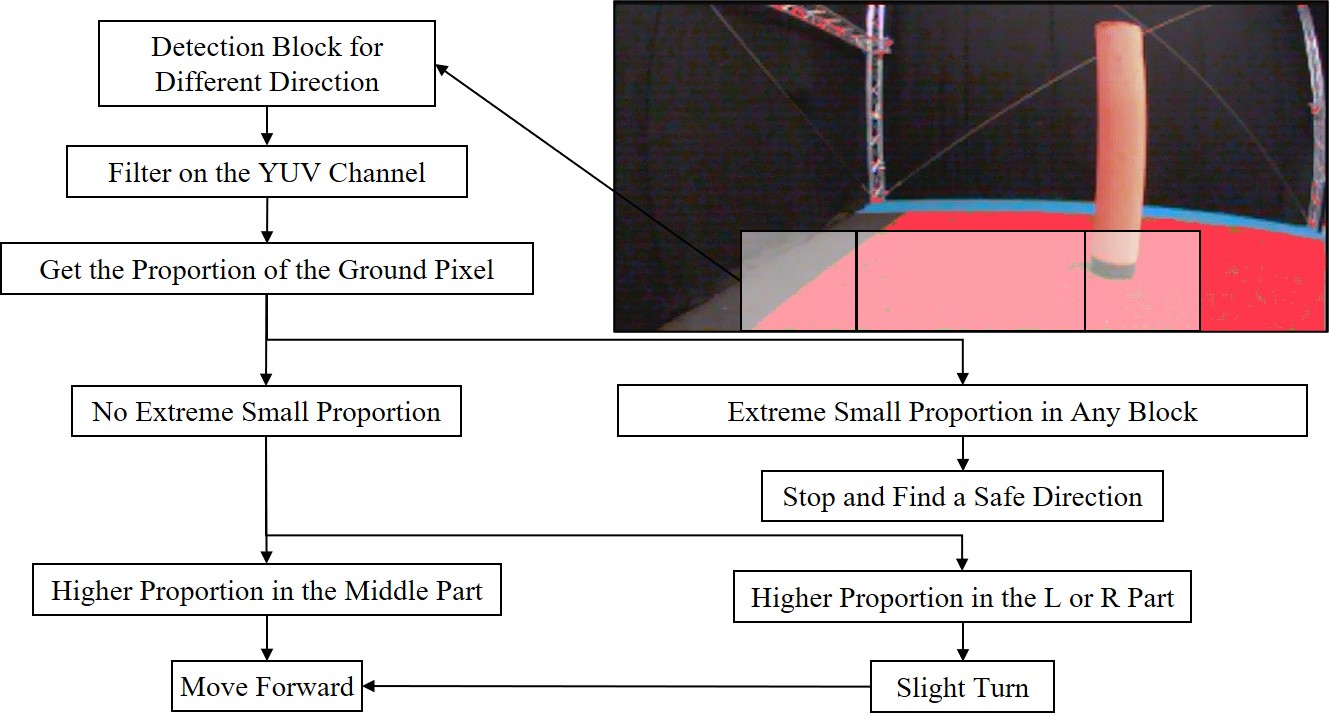 Detection Block for
Different Direction
Filter on the YUV Channel
Get the Proportion of the Ground Pixel
No Extreme Small Proportion
Extreme Small Proportion in Any Block
Stop and Find a Safe Direction
Higher Proportion in the Middle Part
Higher Proportion in the L or R Part
Move Forward
Slight Turn